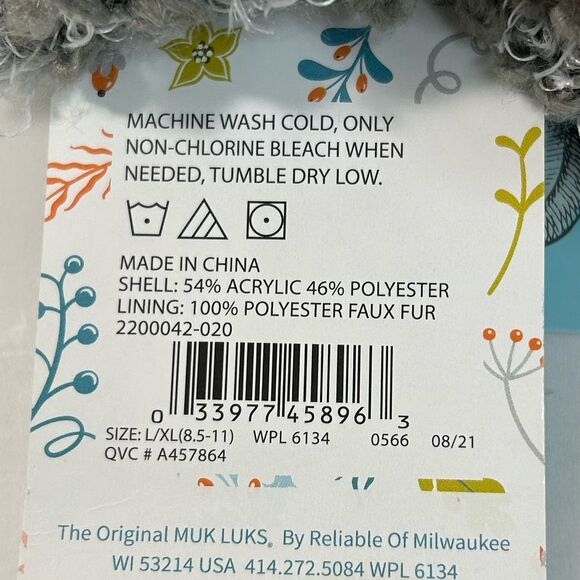 MACHINE WASH COLD, ONLY
NON-CHLORINE BLEACH WHEN
NEEDED, TUMBLE DRY LOW.
MADE IN CHINA
SHELL: 54% ACRYLIC 46% POLYESTER
LINING: 100% POLYESTER FAUX FUR
2200042-020
0 33977 45896 3
SIZE: L/XL(8.5-11) WPL 6134 0566 08/21
QVC # A457864
The Original MUK LUKS® By Reliable Of Milwaukee
WI 53214 USA 414.272.5084 WPL 6134